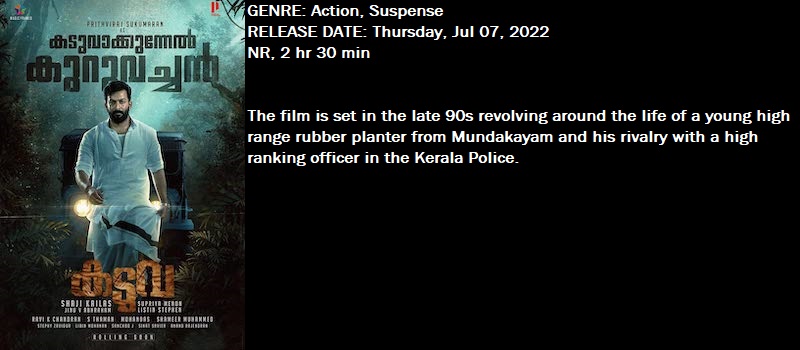 PRITHVIRAJ SUKUMARAN
AS
കടുവാക്കുന്നേൽ
കുറുവച്ചൻ
കടുവ
SHAJI KAILAS
JINU V ABRAHAM
SUPRIYA MENON
LISTIN STEPHEN
RAVI K CHANDRAN S THAMAN MOHANDAS SHAMEER MUHAMMED
ROLLING SOON
GENRE: Action, Suspense
RELEASE DATE: Thursday, Jul 07, 2022
NR, 2 hr 30 min
The film is set in the late 90s revolving around the life of a young high
range rubber planter from Mundakayam and his rivalry with a high
ranking officer in the Kerala Police.